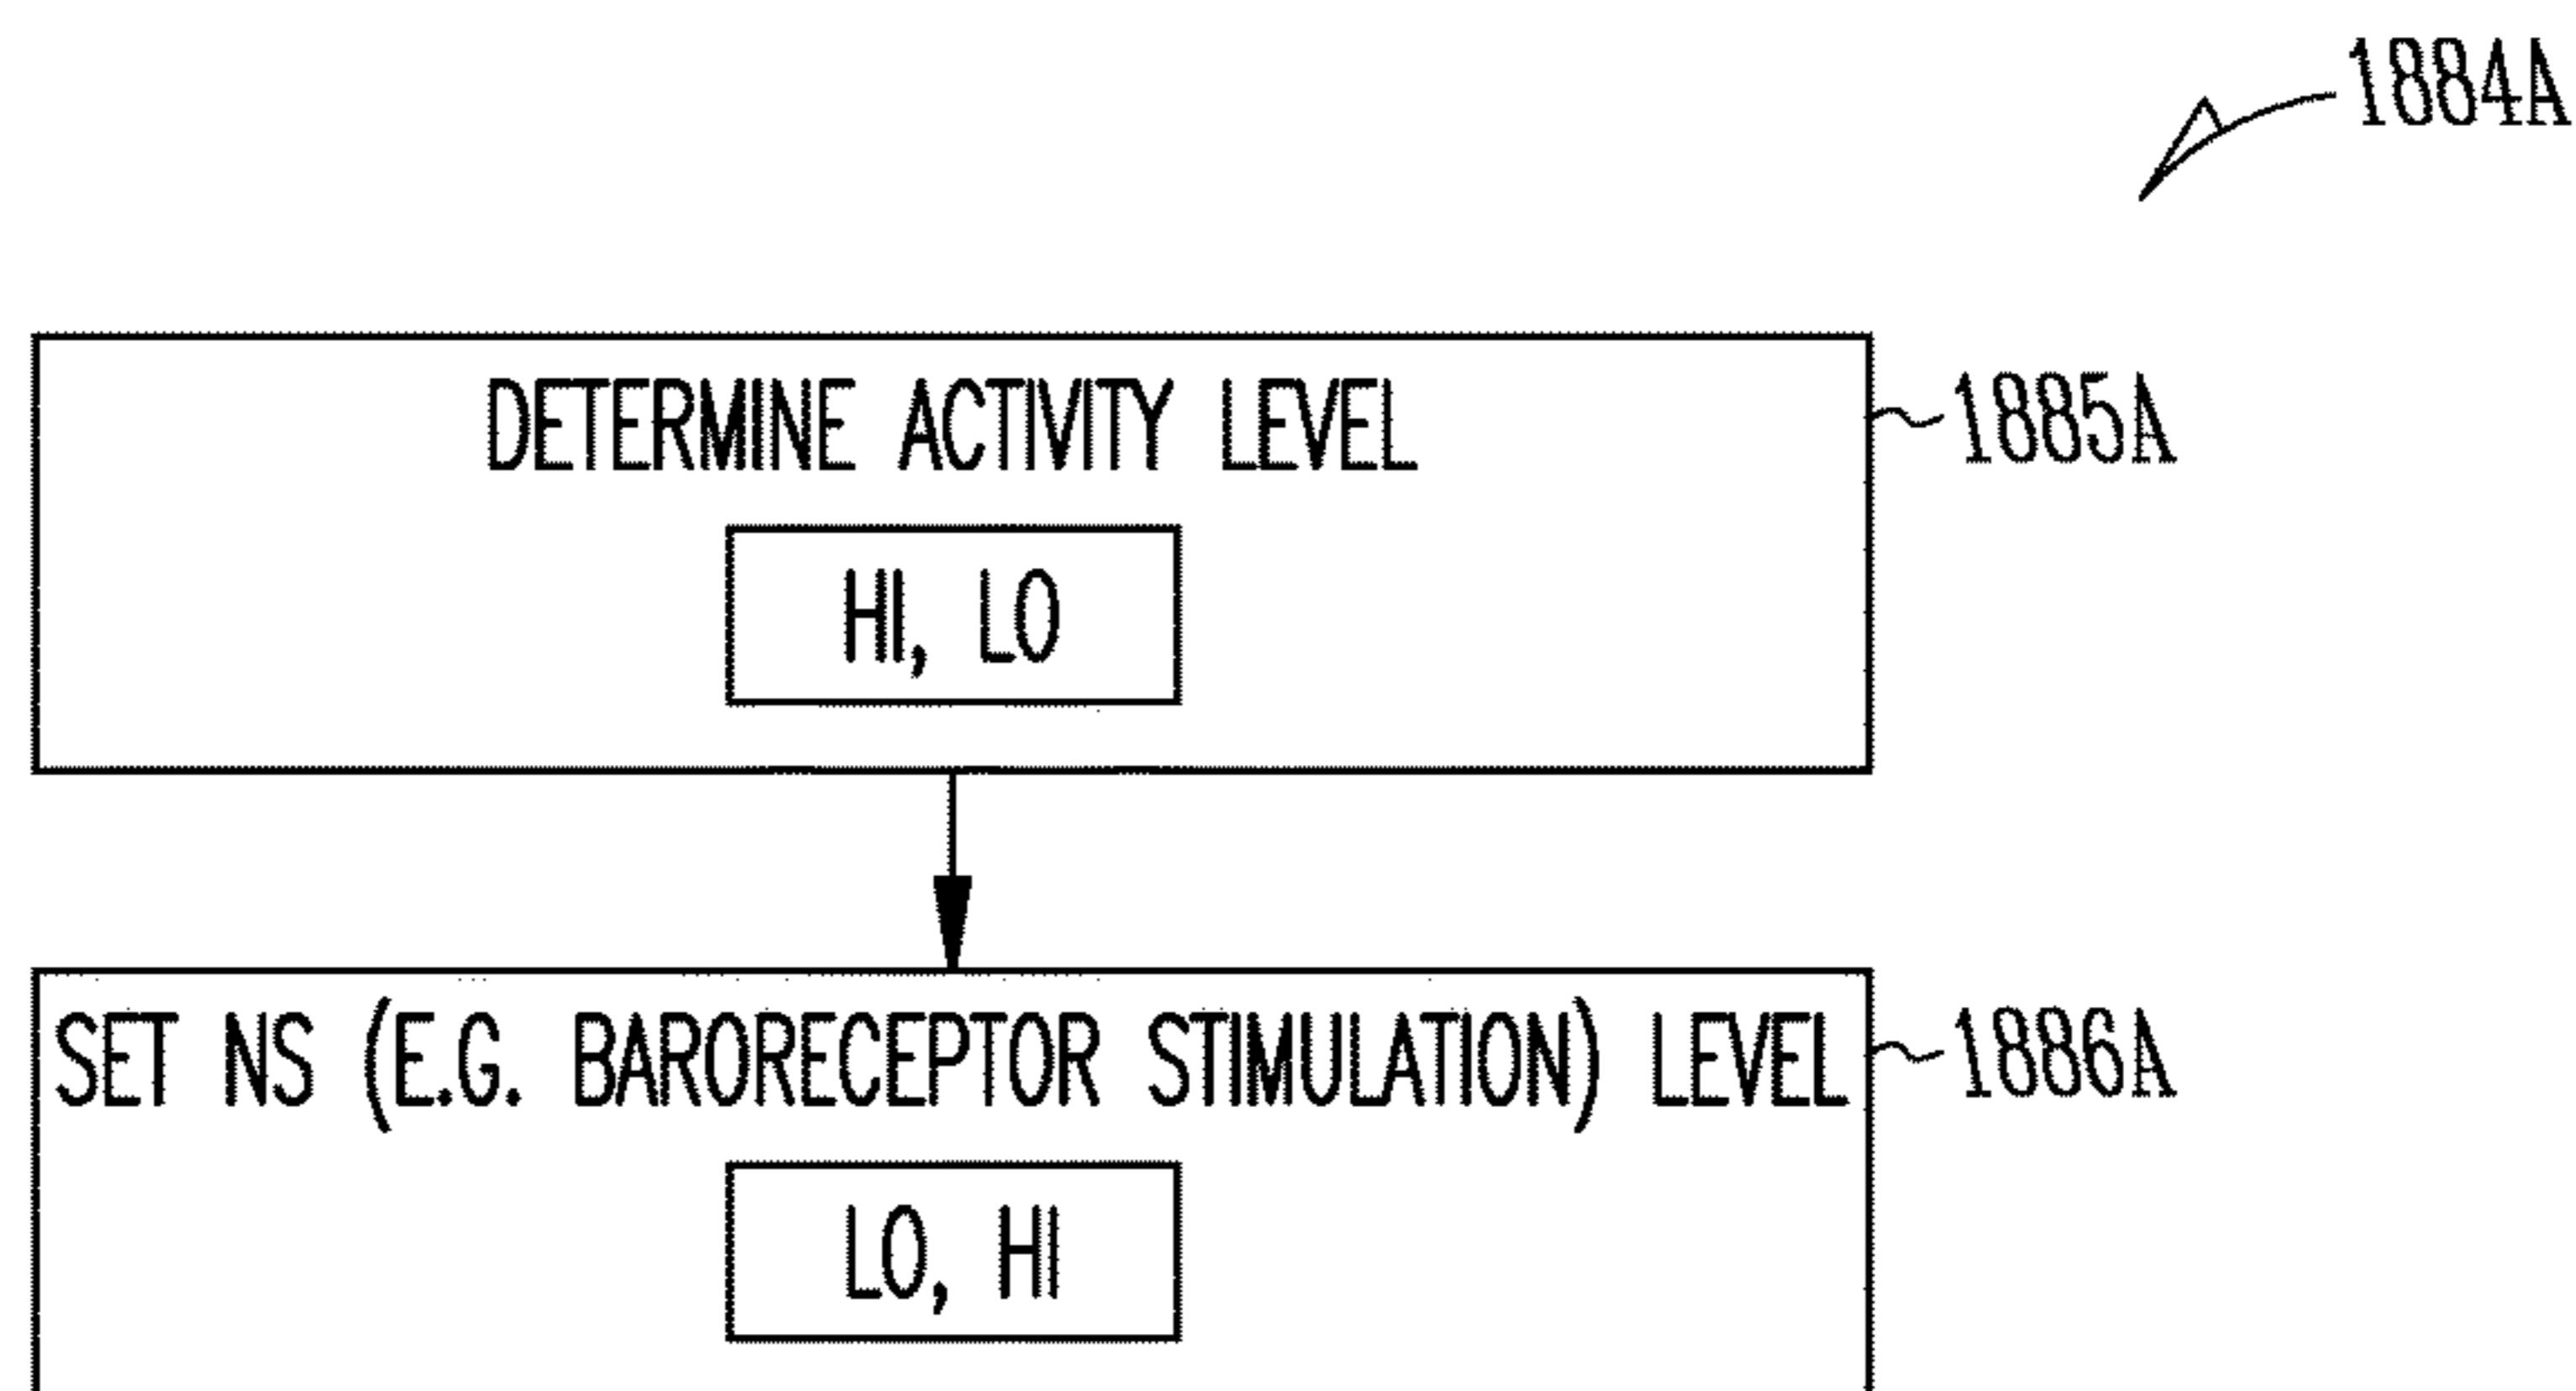 1884A
DETERMINE ACTIVITY LEVEL
1885A
HI, LO
SET NS (E.G. BARORECEPTOR STIMULATION) LEVEL
1886A
LO, HI